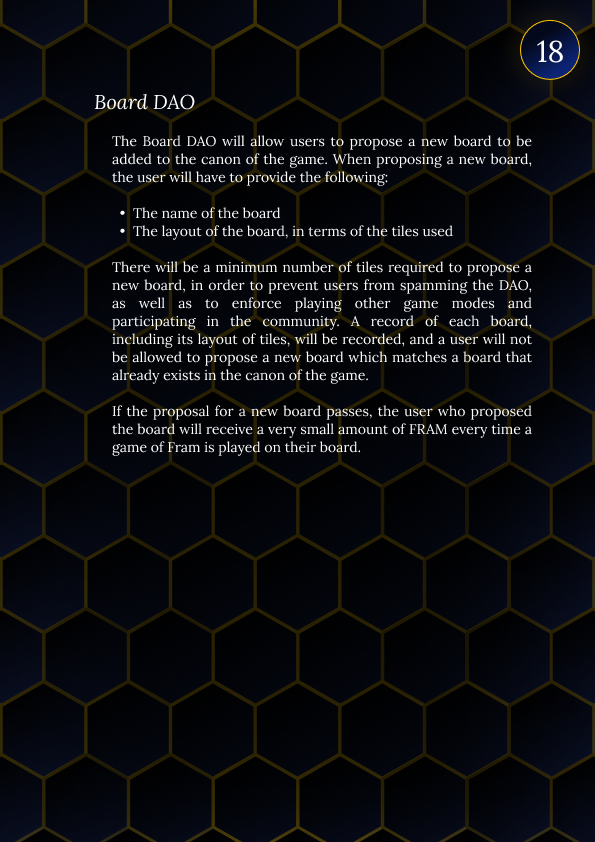 18
Board DAO
The Board DAO will allow users to propose a new board to be
added to the canon of the game. When proposing a new board,
the user will have to provide the following:
• The name of the board
• The layout of the board, in terms of the tiles used
There will be a minimum number of tiles required to propose a
new board, in order to prevent users from spamming the DAO,
as well as to enforce playing other game modes and
participating in the community. A record of each board,
including its layout of tiles, will be recorded, and a user will not
be allowed to propose a new board which matches a board that
already exists in the canon of the game.
If the proposal for a new board passes, the user who proposed
the board will receive a very small amount of FRAM every time a
game of Fram is played on their board.